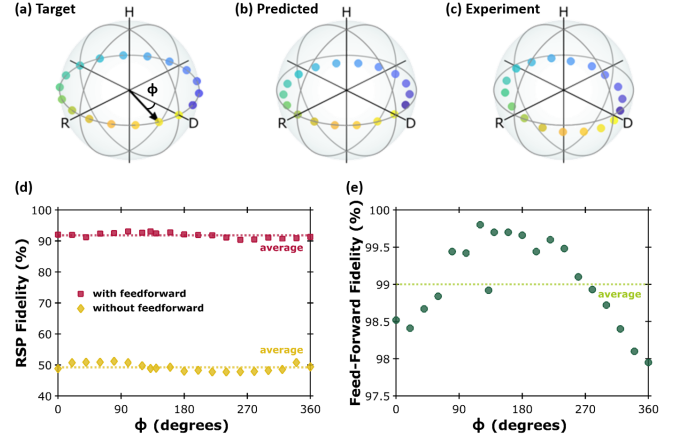 (a) Target
(b) Predicted
(c) Experiment
H
H
H
ϕ
R
D
R
D
R
D
(d)
(e)
RSP Fidelity (%)
100
90
80
70
60
50
40
average
with feedforward
without feedforward
average
0
90
180
270
360
ϕ (degrees)
Feed-Forward Fidelity (%)
100
99.5
99
98.5
98
97.5
average
0
90
180
270
360
ϕ (degrees)